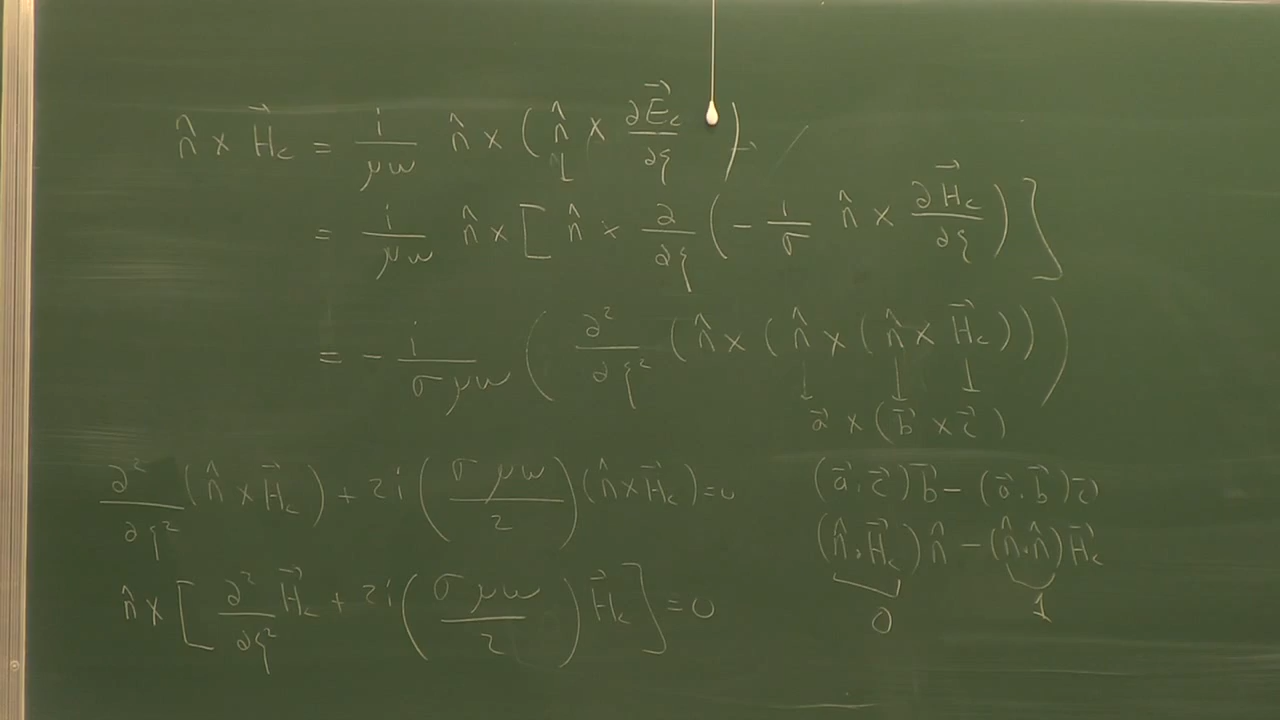 n̂ × H⃗c = i/μω n̂ × ( n̂ × ∂E⃗c/∂ξ )
= i/μω n̂ × [ n̂ × ∂/∂ξ ( − 1/σ n̂ × ∂H⃗c/∂ξ ) ]
= − i/σμω ( ∂²/∂ξ² ( n̂ × ( n̂ × ( n̂ × H⃗c ) ) ) )
a⃗ × ( b⃗ × c⃗ )
∂²/∂ξ² ( n̂ × H⃗c ) + 2i ( σμω/2 ) ( n̂ × H⃗c ) = 0
(a⃗ . c⃗) b⃗ − (a⃗ . b⃗) c⃗
(n̂ . H⃗c) n̂ − (n̂ . n̂) H⃗c
0 1
n̂ × [ ∂²/∂ξ² H⃗c + 2i ( σμω/2 ) H⃗c ] = 0